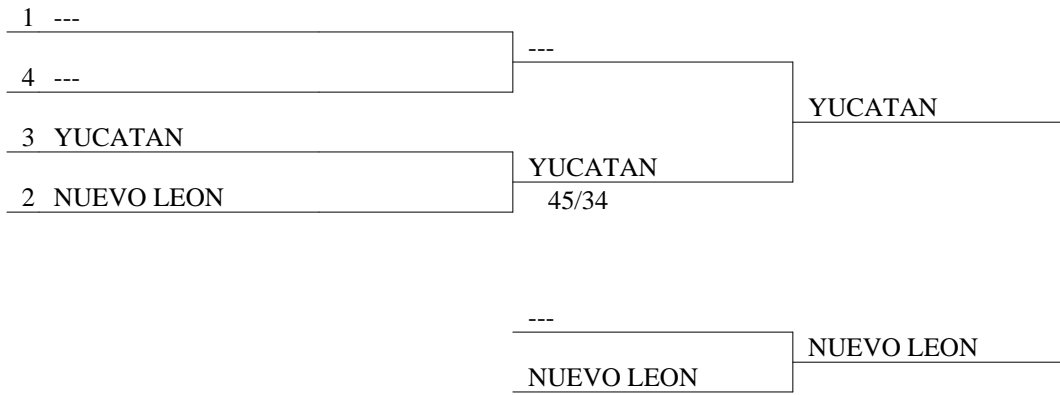 1 ---
---
4 ---
YUCATAN
3 YUCATAN
YUCATAN
2 NUEVO LEON
45/34
---
NUEVO LEON
NUEVO LEON